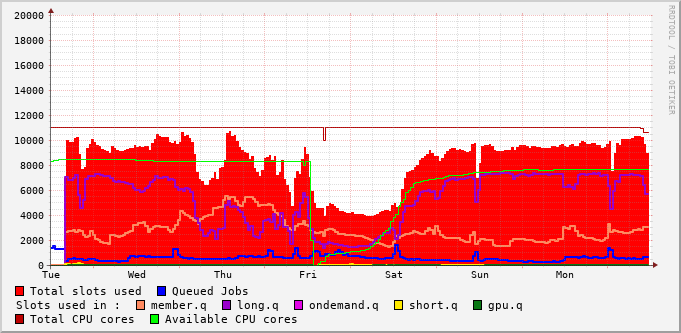 20000
18000
16000
14000
12000
10000
8000
6000
4000
2000
0
Tue Wed Thu Fri Sat Sun Mon
RRDTOOL / TOBI OETIKER
Total slots used Queued Jobs
Slots used in : member.q long.q ondemand.q short.q gpu.q
Total CPU cores Available CPU cores